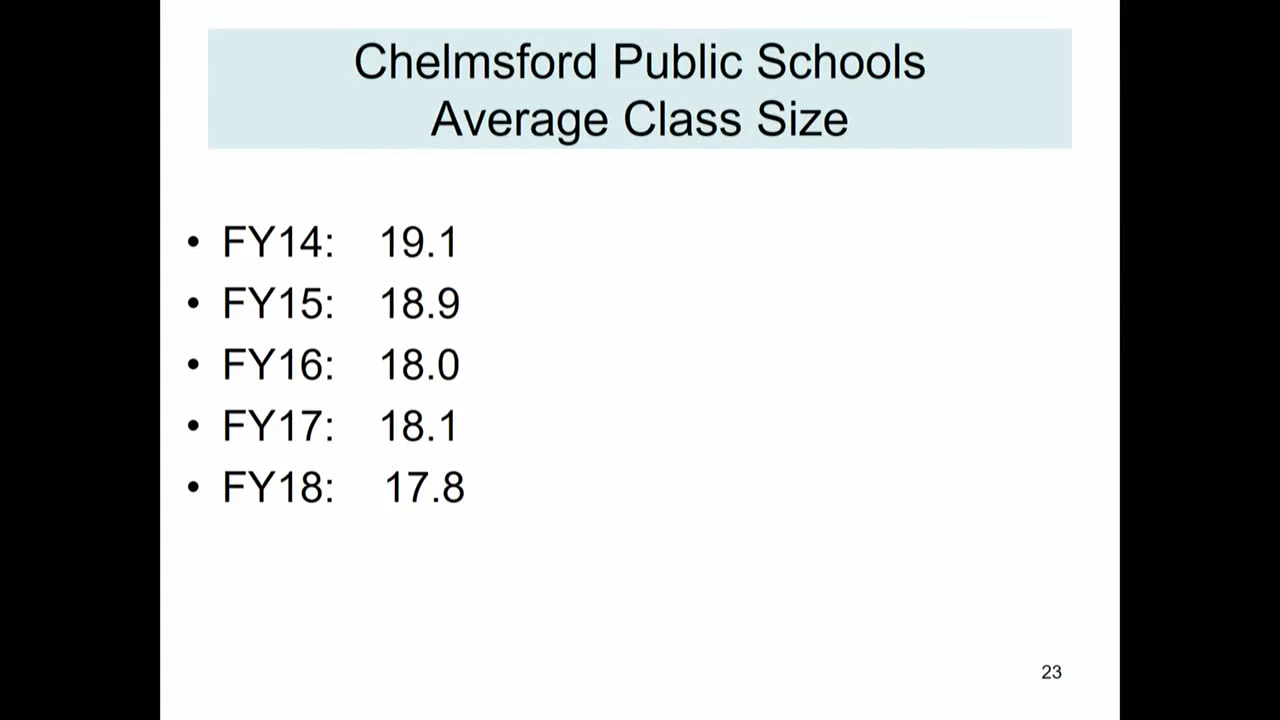 Chelmsford Public Schools
Average Class Size
• FY14: 19.1
• FY15: 18.9
• FY16: 18.0
• FY17: 18.1
• FY18: 17.8
23